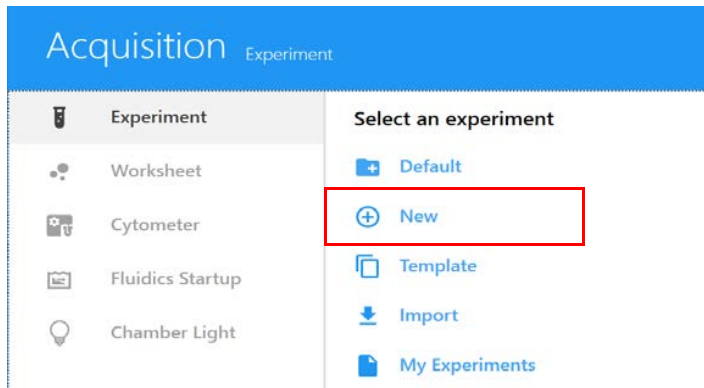 Acquisition Experiment
Experiment
Worksheet
Cytometer
Fluidics Startup
Chamber Light
Select an experiment
Default
New
Template
Import
My Experiments